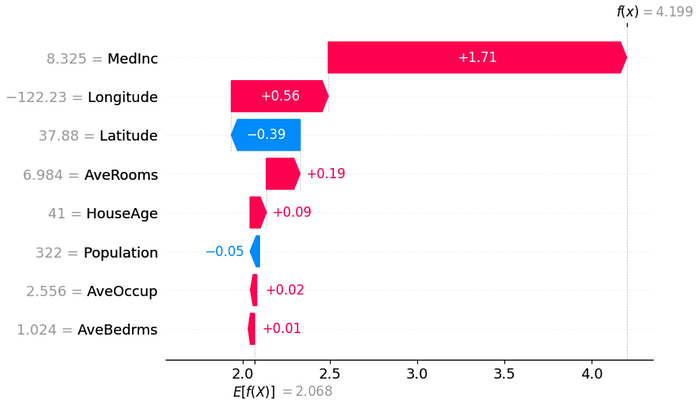 f(x) = 4.199
8.325 = MedInc
+1.71
−122.23 = Longitude
+0.56
37.88 = Latitude
−0.39
6.984 = AveRooms
+0.19
41 = HouseAge
+0.09
322 = Population
−0.05
2.556 = AveOccup
+0.02
1.024 = AveBedrms
+0.01
2.0 2.5 3.0 3.5 4.0
E[f(X)] = 2.068